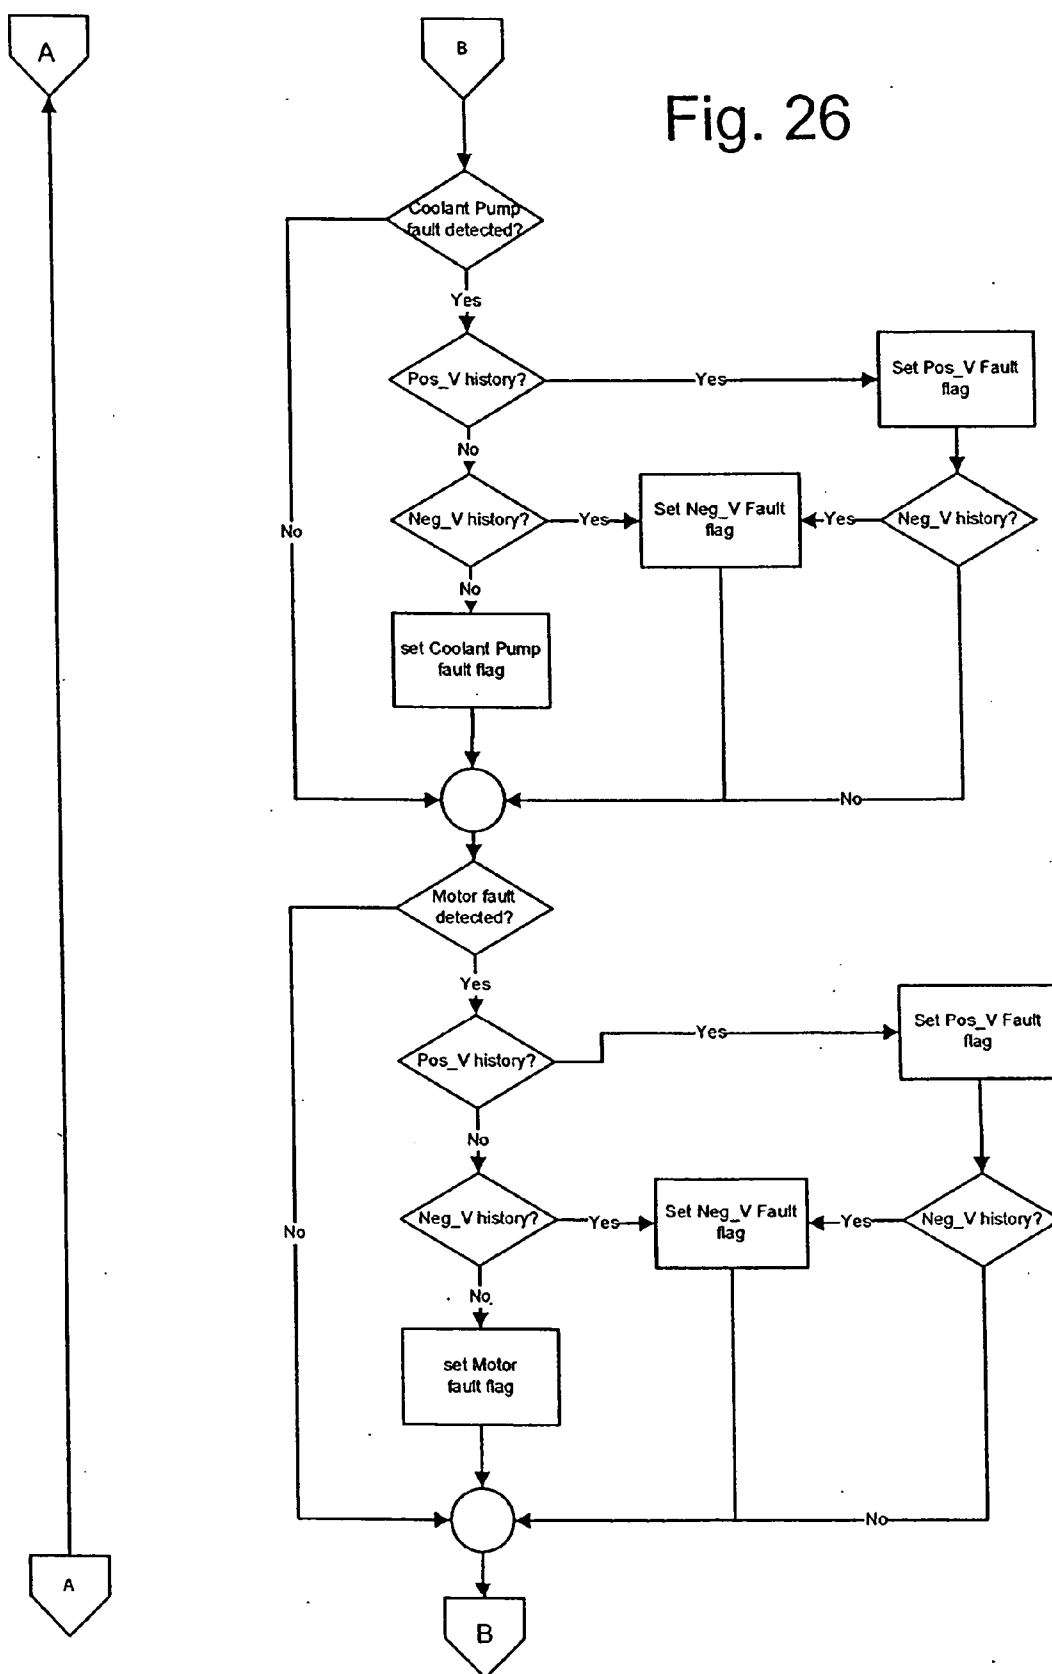 A
B
Fig. 26
Coolant Pump
fault detected?
Yes
Pos_V history?
Yes
Set Pos_V Fault
flag
No
No
Neg_V history?
Yes
Set Neg_V Fault
flag
Yes
Neg_V history?
No
set Coolant Pump
fault flag
No
Motor fault
detected?
Yes
Pos_V history?
Yes
Set Pos_V Fault
flag
No
No
Neg_V history?
Yes
Set Neg_V Fault
flag
Yes
Neg_V history?
No
set Motor
fault flag
No
A
B